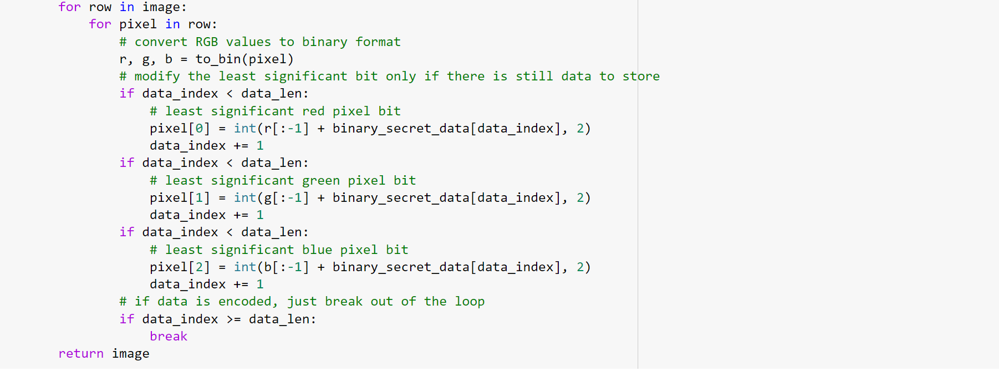 for row in image:
    for pixel in row:
        # convert RGB values to binary format
        r, g, b = to_bin(pixel)
        # modify the least significant bit only if there is still data to store
        if data_index < data_len:
            # least significant red pixel bit
            pixel[0] = int(r[:-1] + binary_secret_data[data_index], 2)
            data_index += 1
        if data_index < data_len:
            # least significant green pixel bit
            pixel[1] = int(g[:-1] + binary_secret_data[data_index], 2)
            data_index += 1
        if data_index < data_len:
            # least significant blue pixel bit
            pixel[2] = int(b[:-1] + binary_secret_data[data_index], 2)
            data_index += 1
        # if data is encoded, just break out of the loop
        if data_index >= data_len:
            break
return image